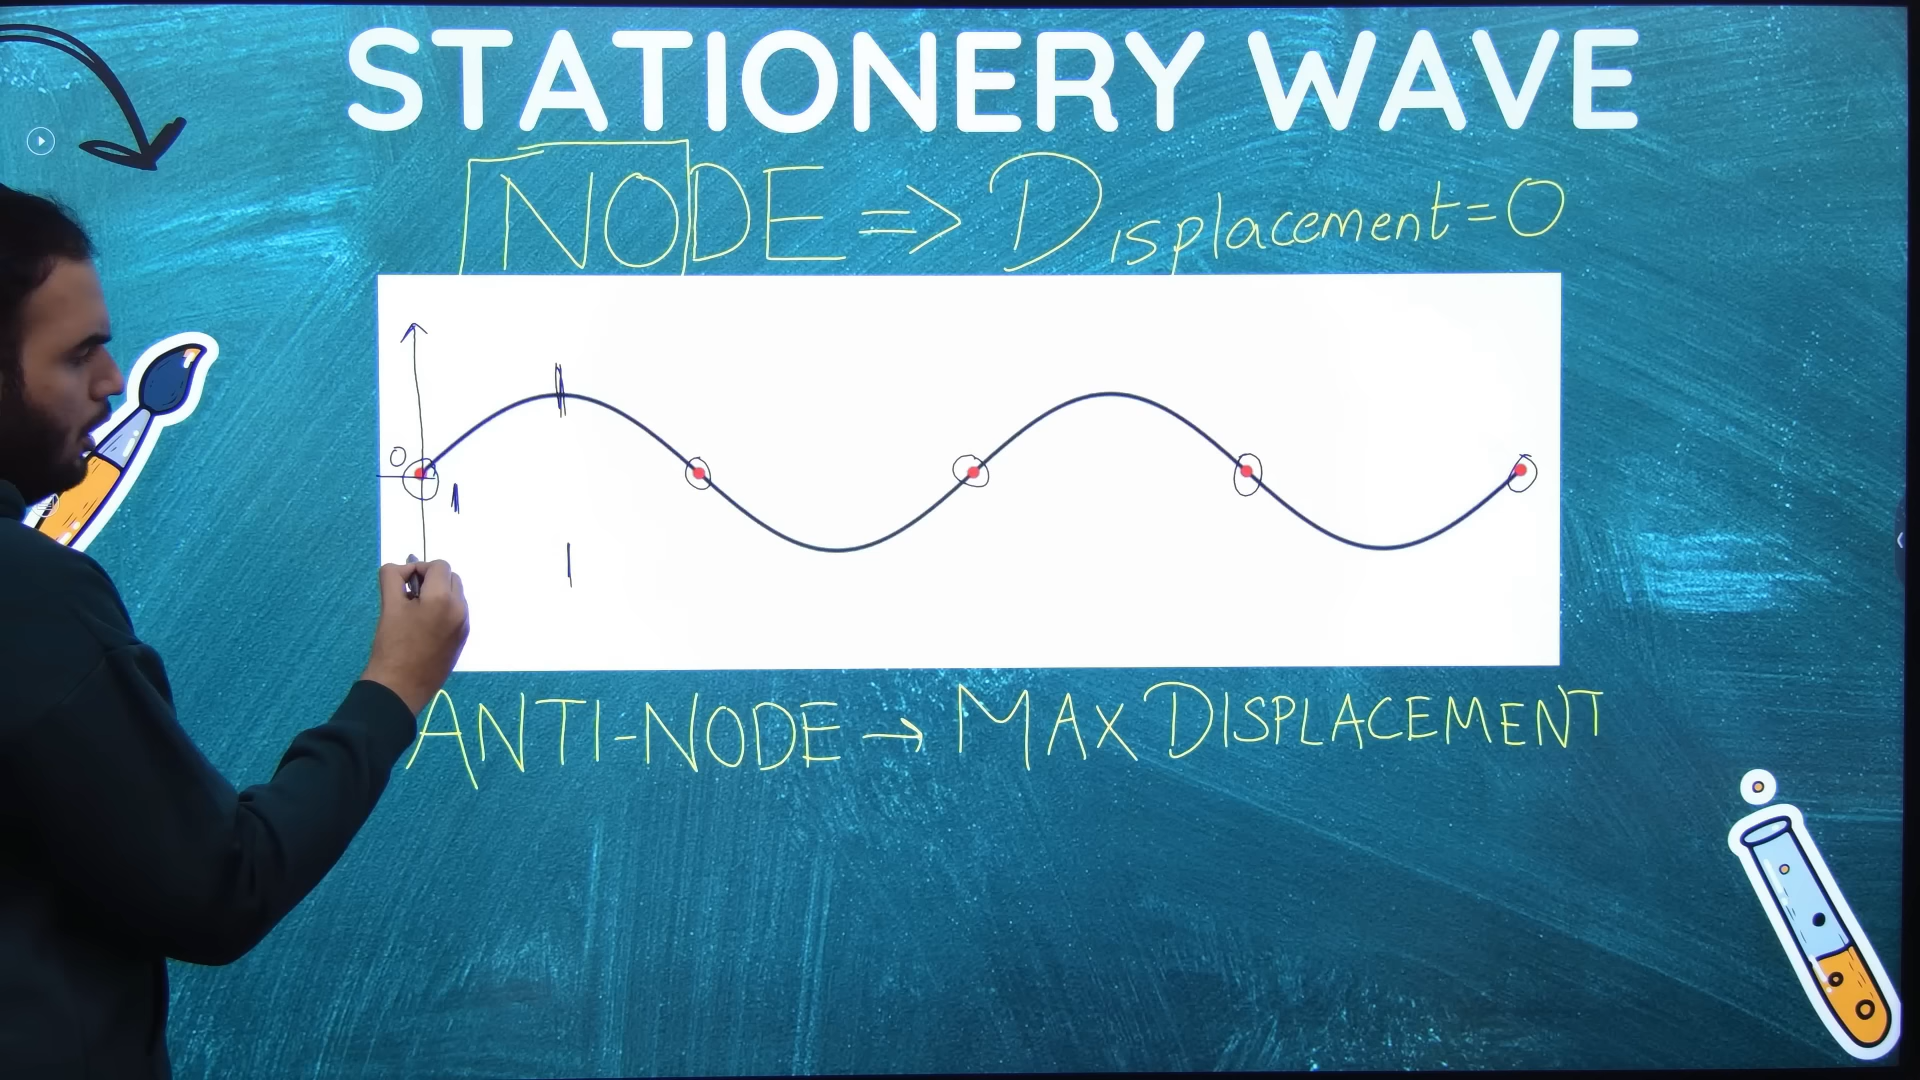 STATIONERY WAVE
NODE => Displacement = 0
0
ANTI-NODE → MAX DISPLACEMENT